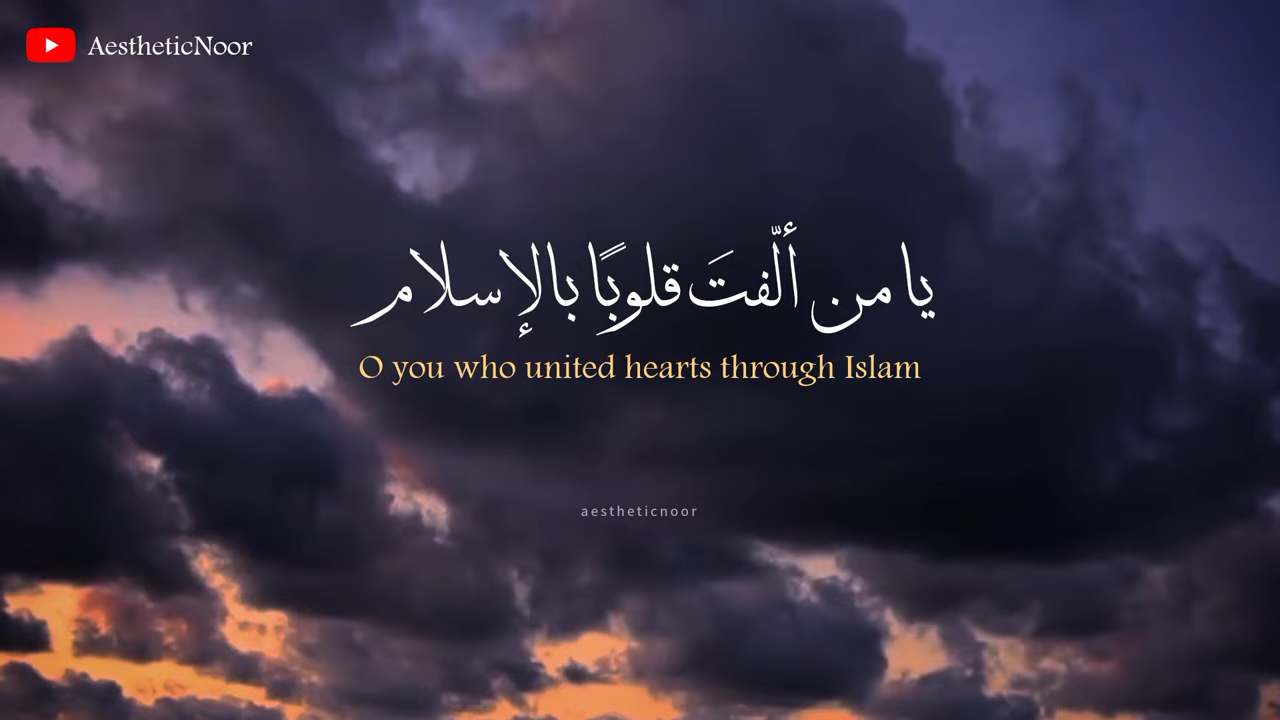 AestheticNoor
يا من ألّفتَ قلوبًا بالإسلام
O you who united hearts through Islam
aestheticnoor